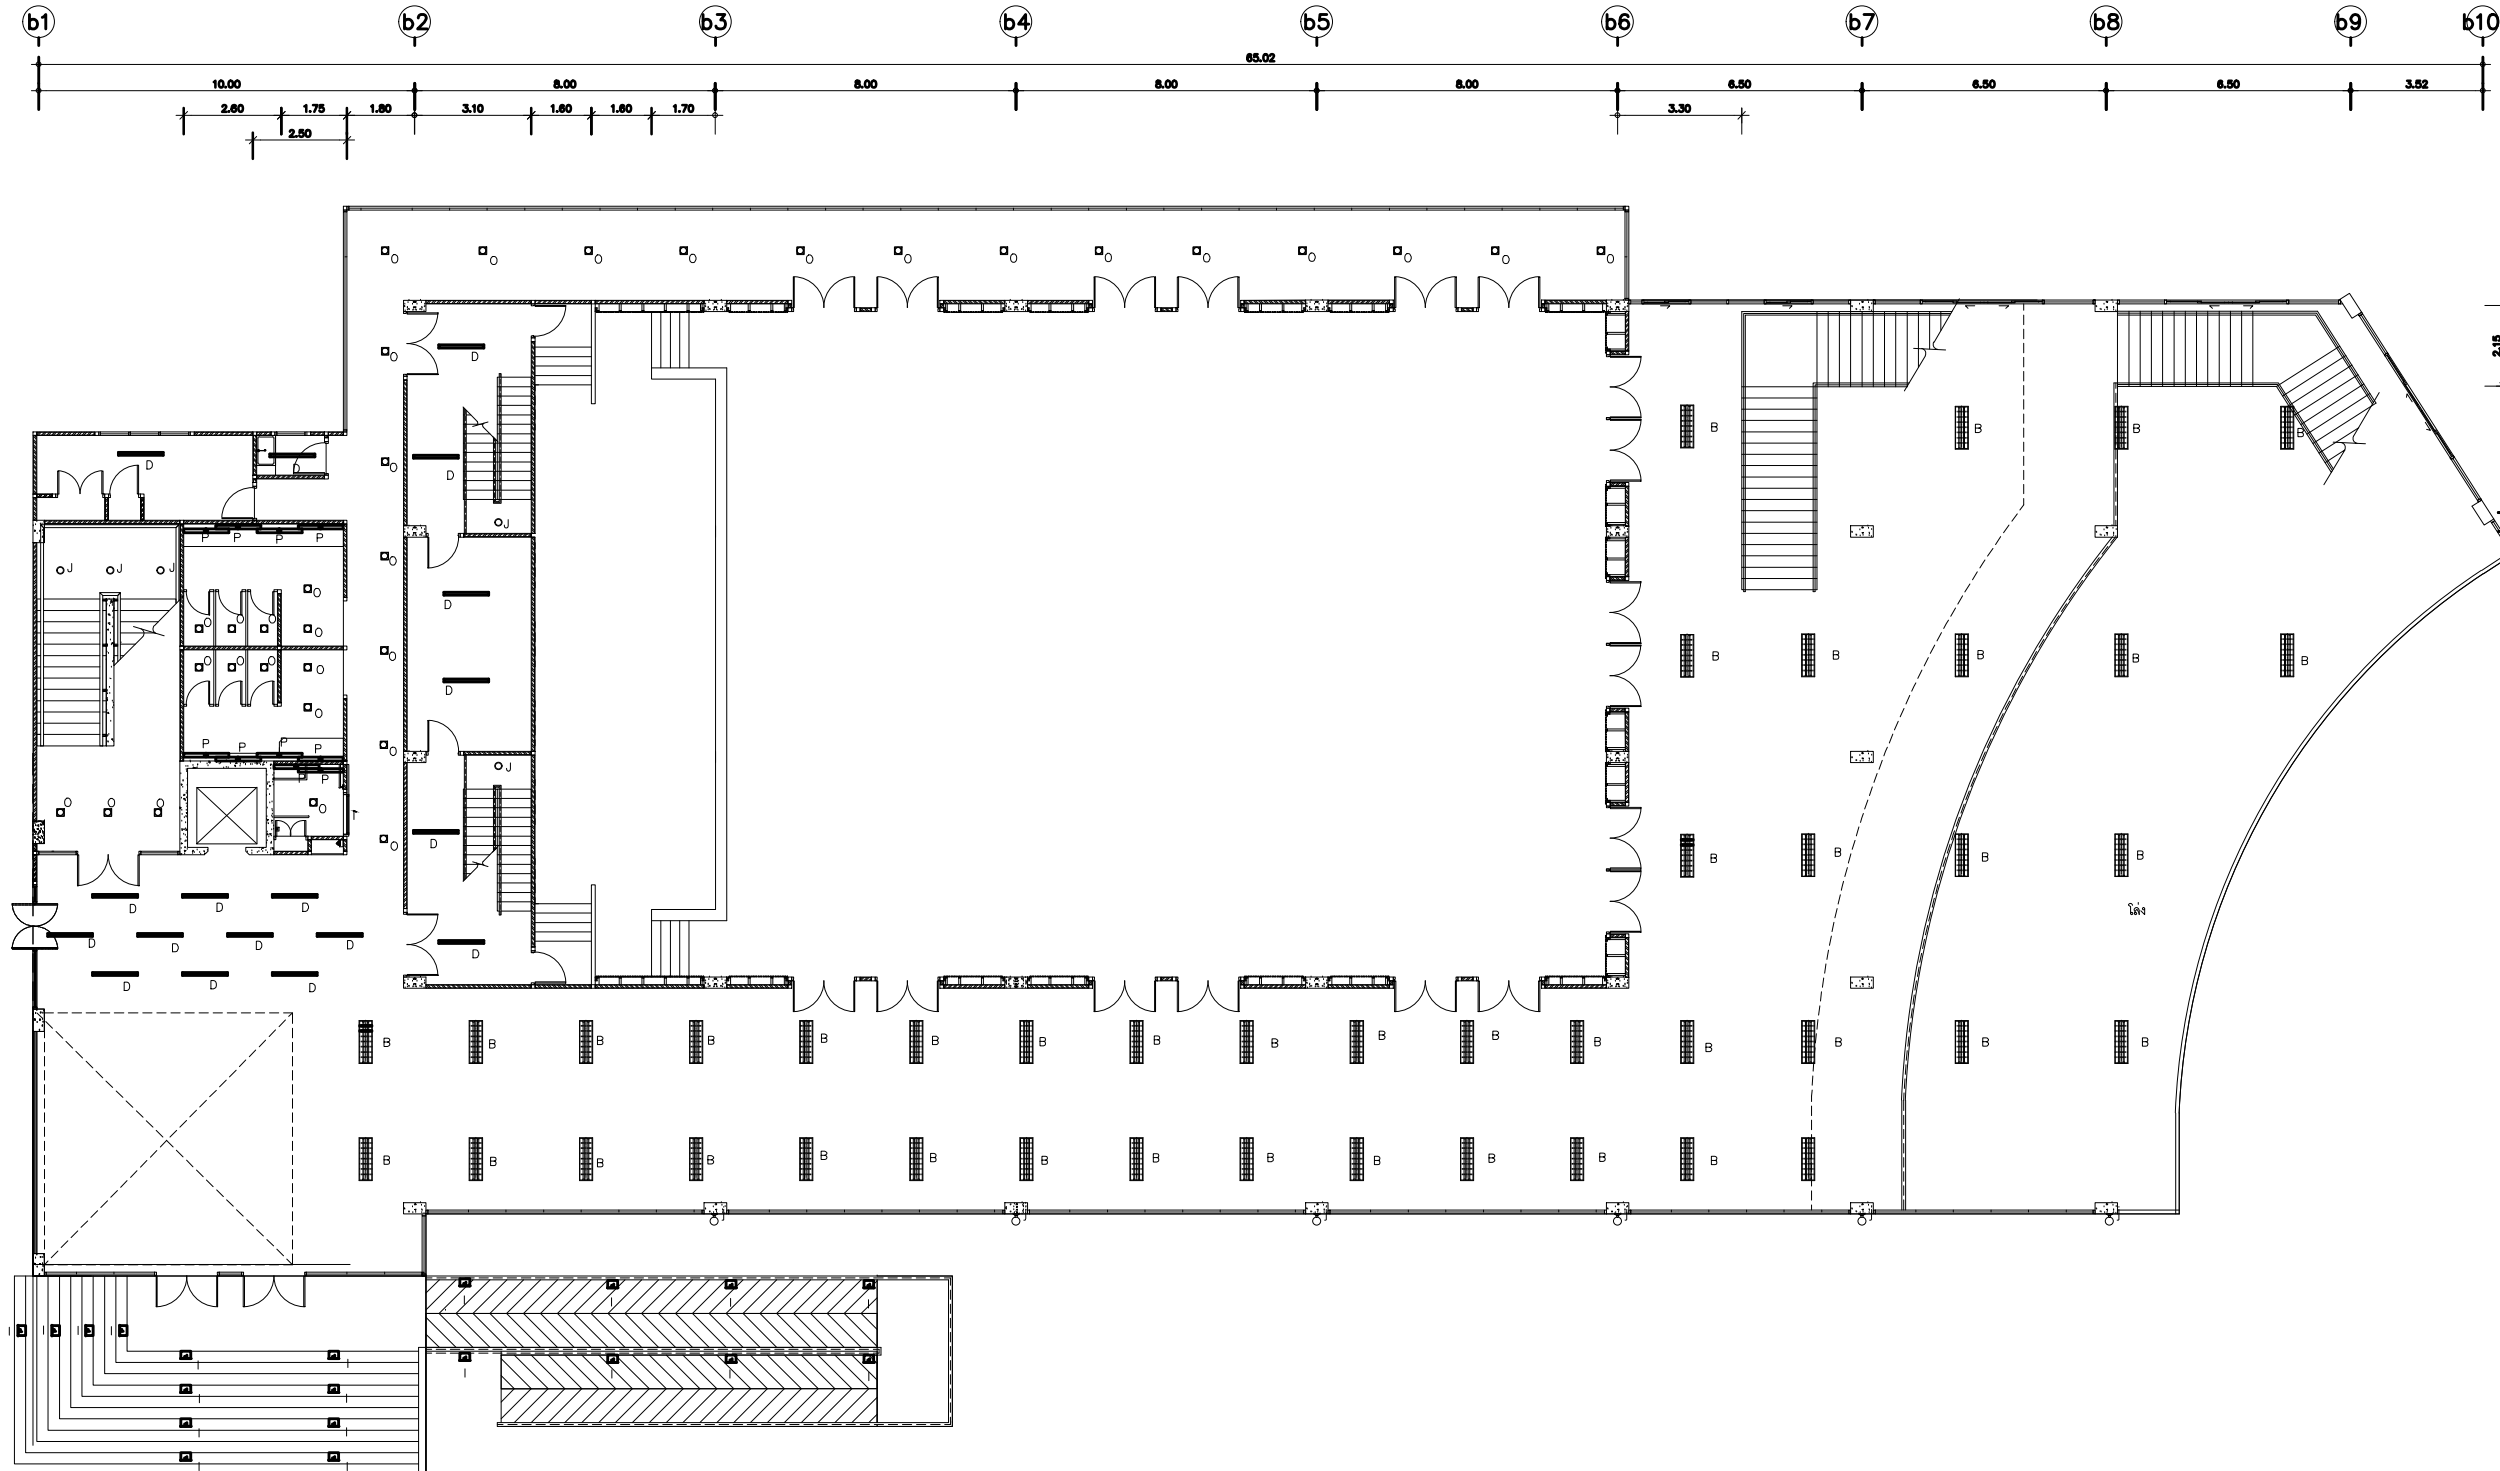 b1 b2 b3 b4 b5 b6 b7 b8 b9 b10
65.02
10.00 8.00 8.00 8.00 8.00 6.50 6.50 6.50 3.52
2.60 1.75 1.80 3.10 1.60 1.60 1.70 3.30
2.50
O O O O O O O O O O O O O
2.15
O D
B B B B
D D O D
J J
P P P P
J J J O
O D
O O O O
O O O O B B B B B
O D
O
P P P P O J
P P
O O O O
O D B B B B
D D D
โล่ง
D D D D D
D D D
B B B B B B B B B B B B B B B B
B B B B B B B B B B B B B